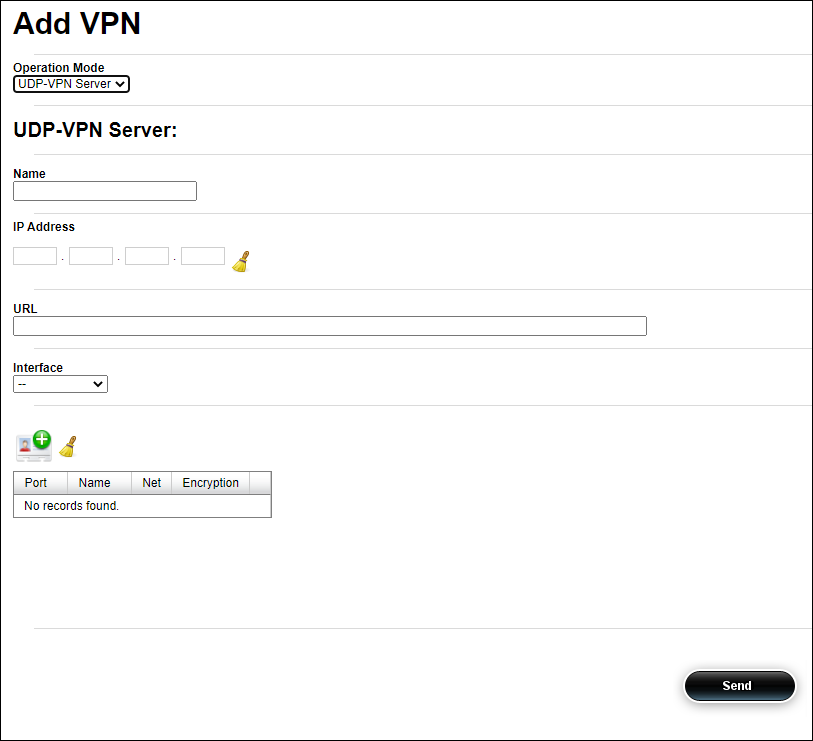 Add VPN
Operation Mode
UDP-VPN Server
UDP-VPN Server:
Name
IP Address
. . .
URL
Interface
--
Port Name Net Encryption
No records found.
Send